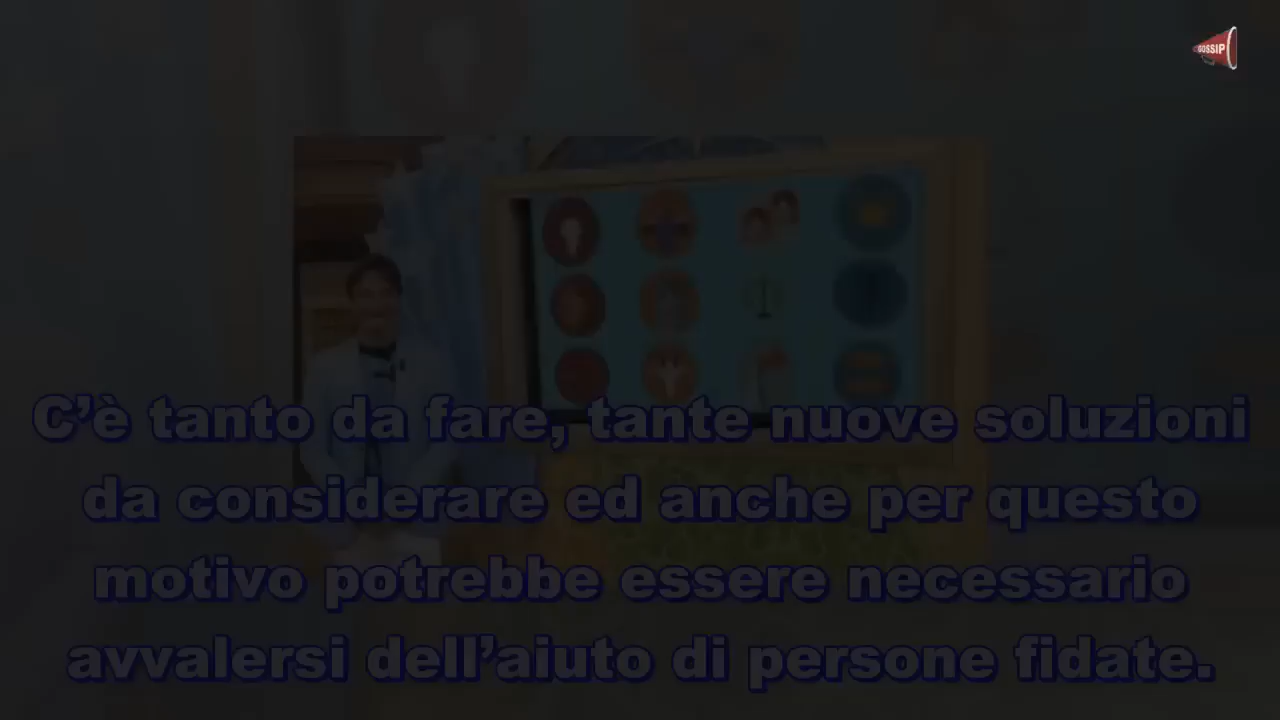 GOSSIP
C'è tanto da fare, tante nuove soluzioni
da considerare ed anche per questo
motivo potrebbe essere necessario
avvalersi dell'aiuto di persone fidate.